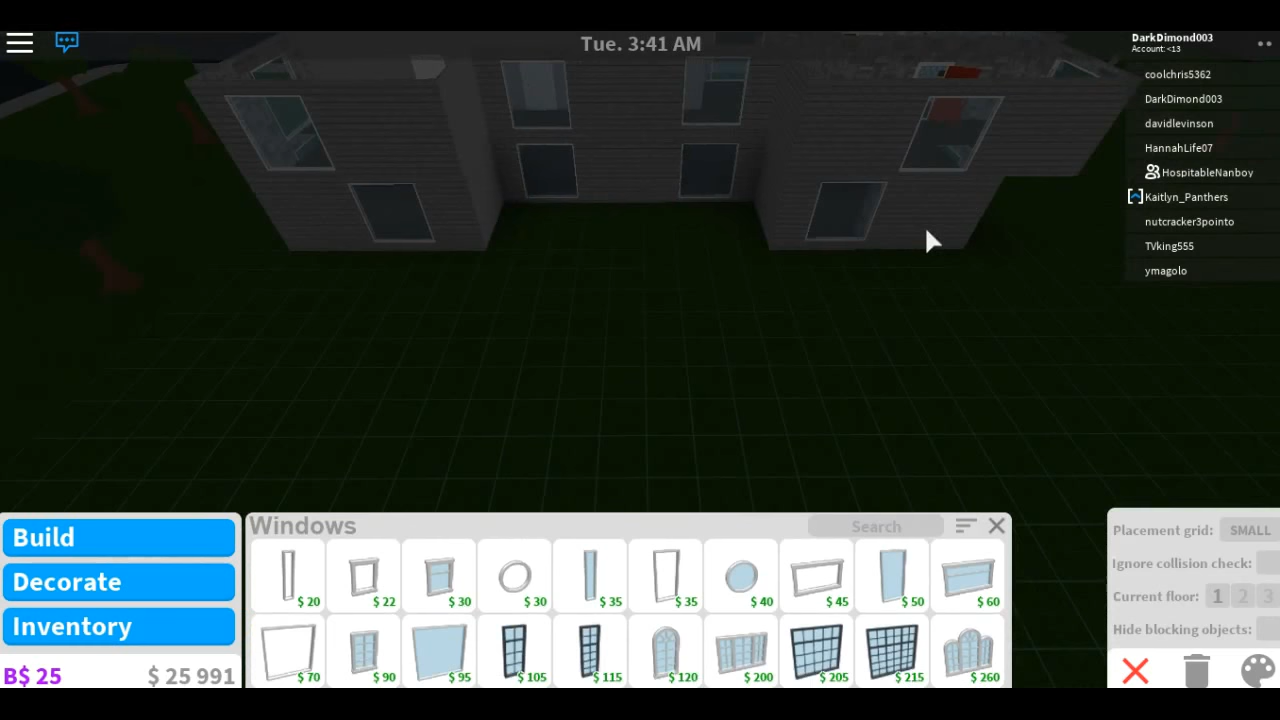 Tue. 3:41 AM
DarkDimond003
Account: <13
coolchris5362
DarkDimond003
davidlevinson
HannahLife07
HospitableNanboy
Kaitlyn_Panthers
nutcracker3pointo
TVking555
ymagolo
Build
Decorate
Inventory
B$ 25
$ 25 991
Windows
Search
$ 20
$ 22
$ 30
$ 30
$ 35
$ 35
$ 40
$ 45
$ 50
$ 60
$ 70
$ 90
$ 95
$ 105
$ 115
$ 120
$ 200
$ 205
$ 215
$ 260
Placement grid: SMALL
Ignore collision check:
Current floor: 1 2 3
Hide blocking objects: